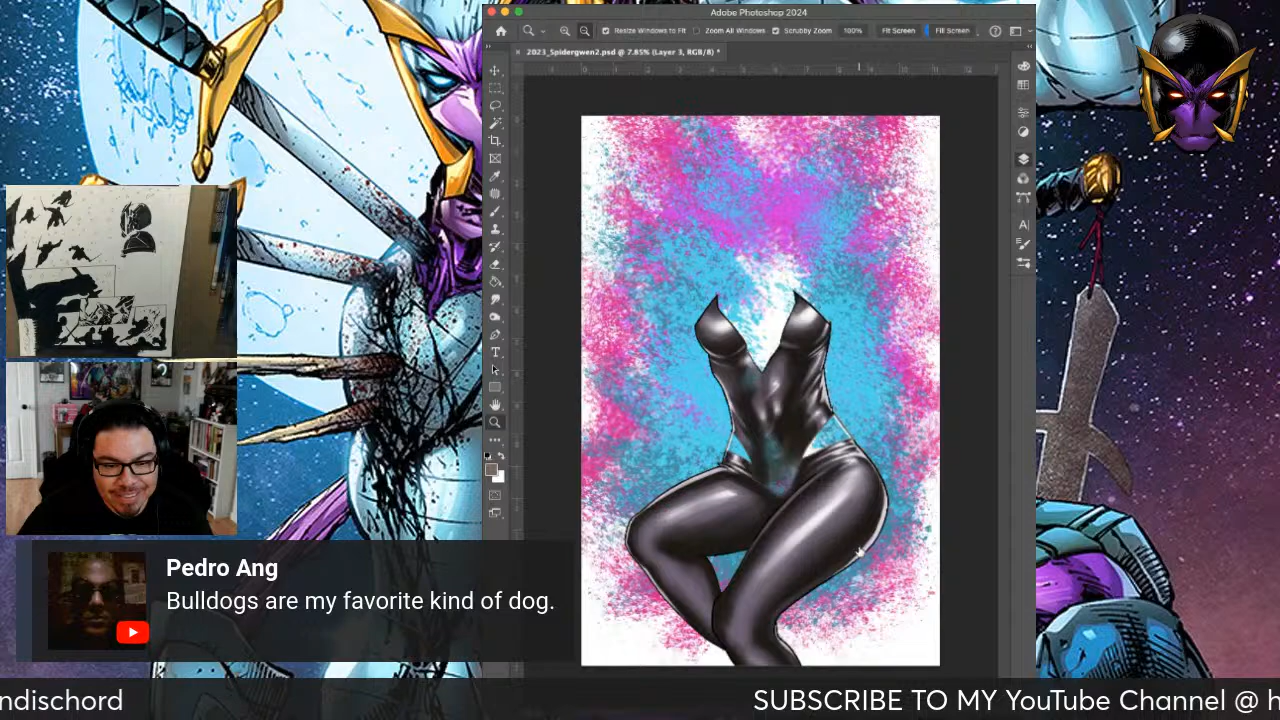 Adobe Photoshop 2024
Resize Windows to Fit
Zoom All Windows
Scrubby Zoom
100%
Fit Screen
Fill Screen
2023_Spidergwen2.psd @ 7.85% (Layer 3, RGB/8) *
Pedro Ang
Bulldogs are my favorite kind of dog.
ndischord
SUBSCRIBE TO MY YouTube Channel @ h